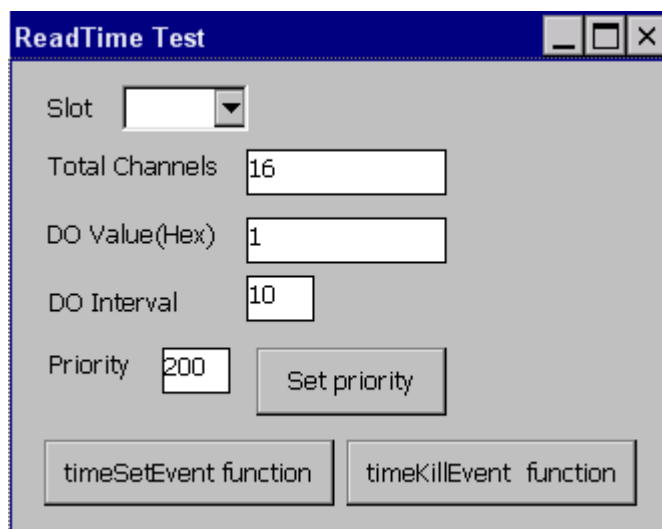 ReadTime Test
Slot
Total Channels 16
DO Value(Hex) 1
DO Interval 10
Priority 200 Set priority
timeSetEvent function timeKillEvent function